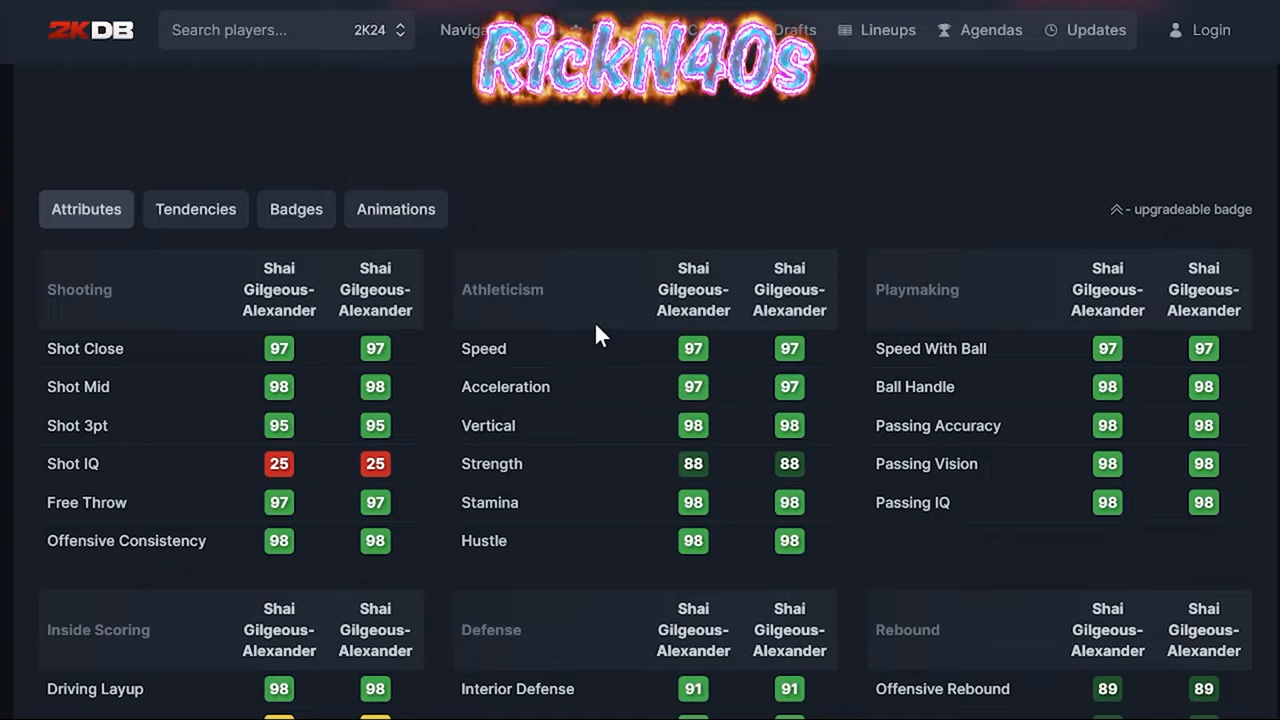 2KDB
Search players... 2K24 Lineups Agendas Updates Login
RickN40s
Attributes Tendencies Badges Animations - upgradeable badge
Shooting Shai Gilgeous-Alexander Shai Gilgeous-Alexander
Shot Close 97 97
Shot Mid 98 98
Shot 3pt 95 95
Shot IQ 25 25
Free Throw 97 97
Offensive Consistency 98 98
Athleticism Shai Gilgeous-Alexander Shai Gilgeous-Alexander
Speed 97 97
Acceleration 97 97
Vertical 98 98
Strength 88 88
Stamina 98 98
Hustle 98 98
Playmaking Shai Gilgeous-Alexander Shai Gilgeous-Alexander
Speed With Ball 97 97
Ball Handle 98 98
Passing Accuracy 98 98
Passing Vision 98 98
Passing IQ 98 98
Inside Scoring Shai Gilgeous-Alexander Shai Gilgeous-Alexander
Driving Layup 98 98
Defense Shai Gilgeous-Alexander Shai Gilgeous-Alexander
Interior Defense 91 91
Rebound Shai Gilgeous-Alexander Shai Gilgeous-Alexander
Offensive Rebound 89 89